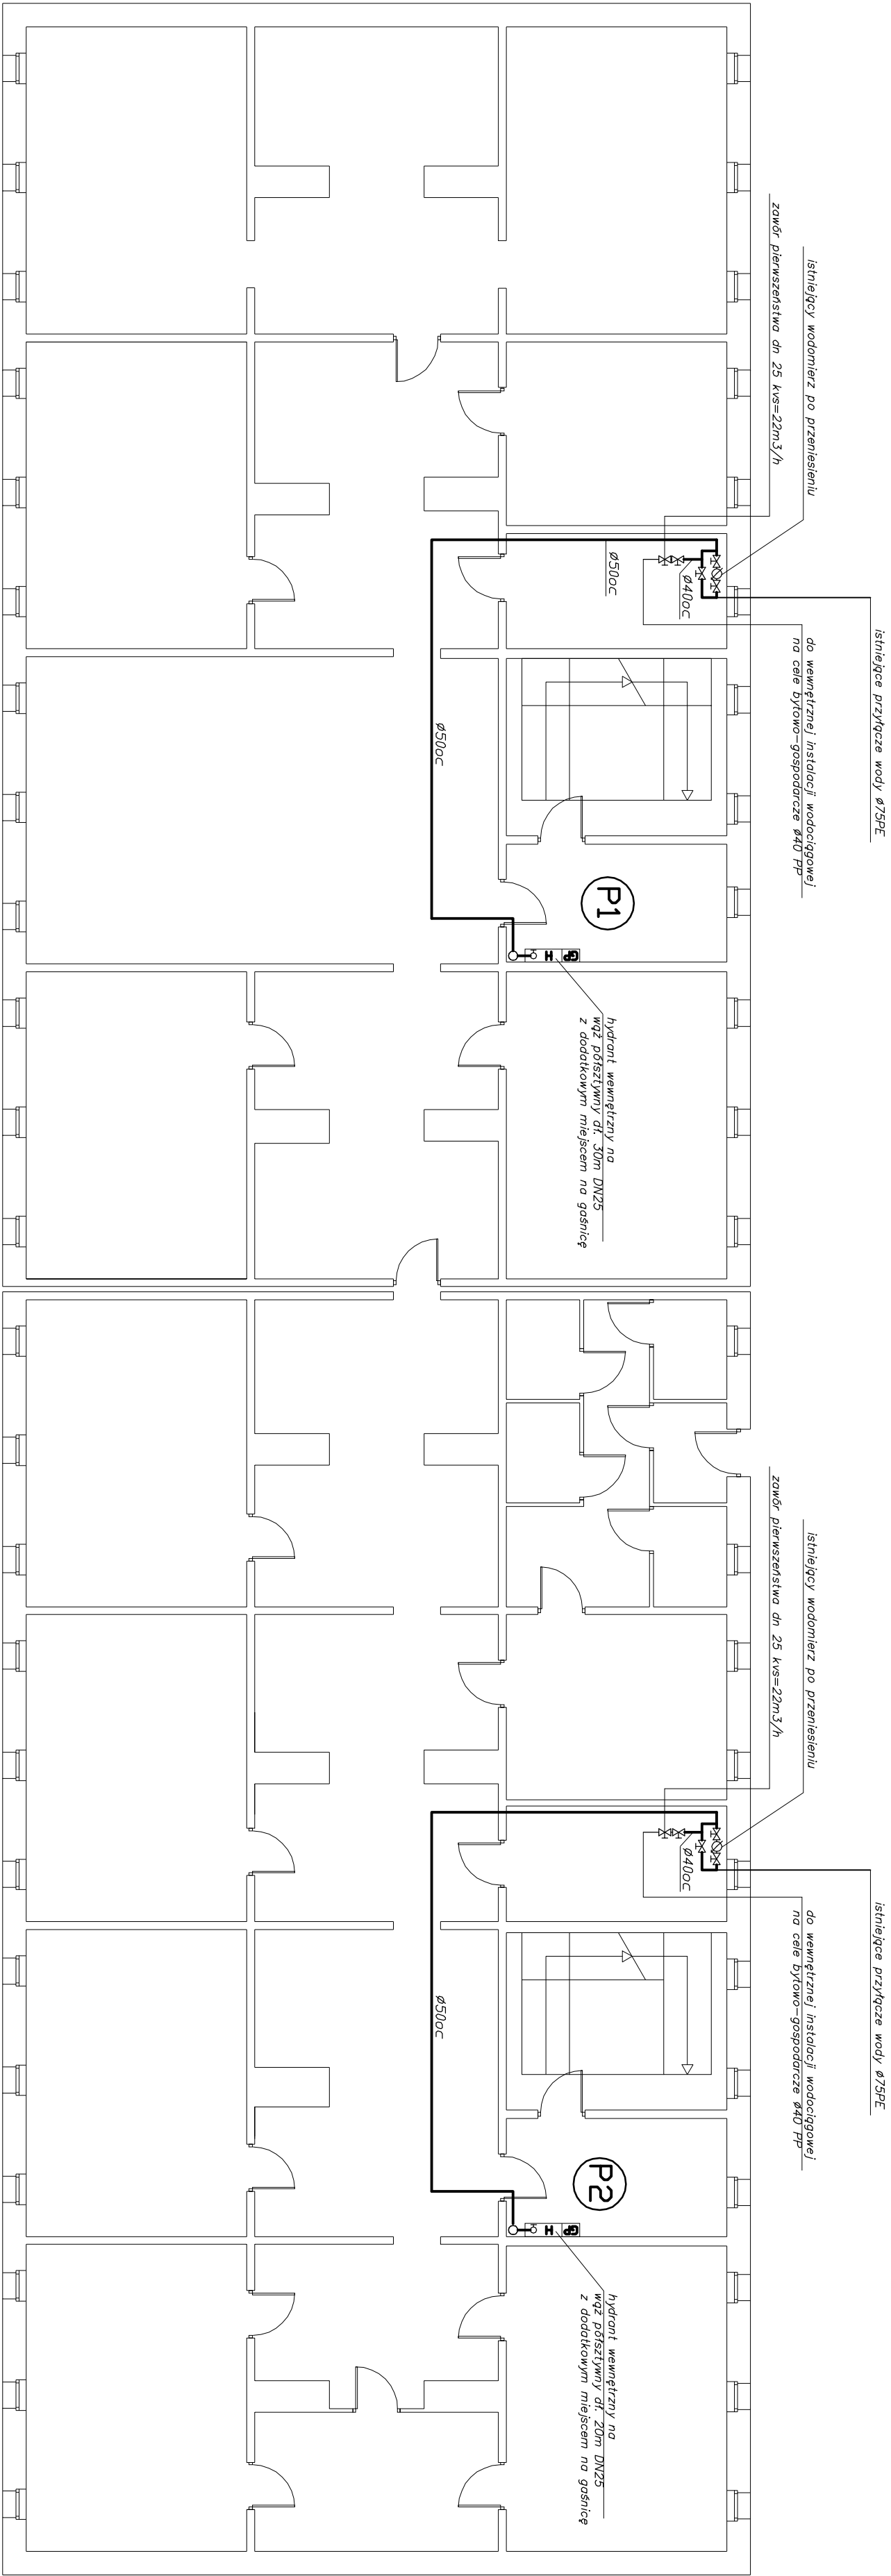 istniejące przyłącze wody ø75PE
istniejący wodomierz po przeniesieniu
do wewnętrznej instalacji wodociągowej
na cele bytowo-gospodarcze ø40 PP
zawór pierwszeństwa dn 25 kvs=22m3/h
ø40oc
ø50oc
ø50oc
P1
GP
H
hydrant wewnętrzny na
wąż półsztywny dł. 30m DN25
z dodatkowym miejscem na gaśnicę
istniejące przyłącze wody ø75PE
istniejący wodomierz po przeniesieniu
do wewnętrznej instalacji wodociągowej
na cele bytowo-gospodarcze ø40 PP
zawór pierwszeństwa dn 25 kvs=22m3/h
ø40oc
ø50oc
P2
GP
H
hydrant wewnętrzny na
wąż półsztywny dł. 20m DN25
z dodatkowym miejscem na gaśnicę